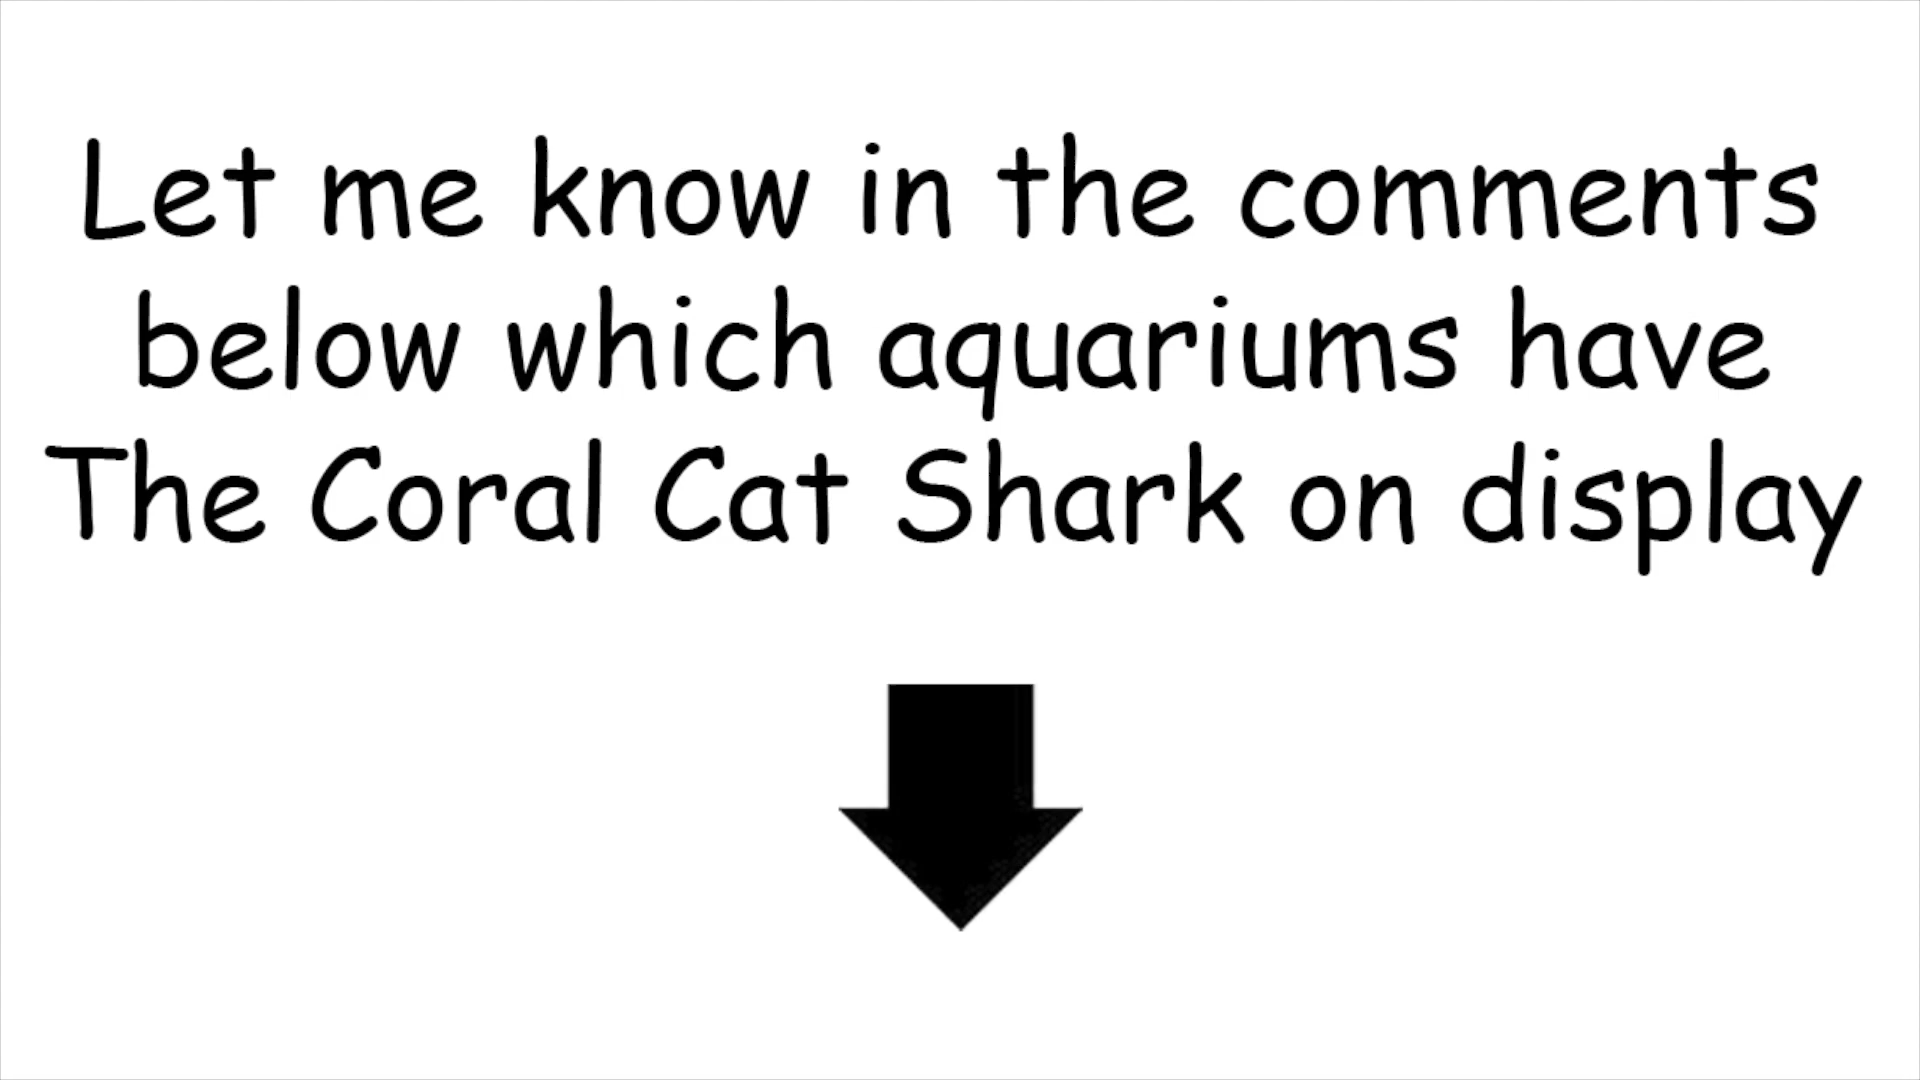 Let me know in the comments
below which aquariums have
The Coral Cat Shark on display